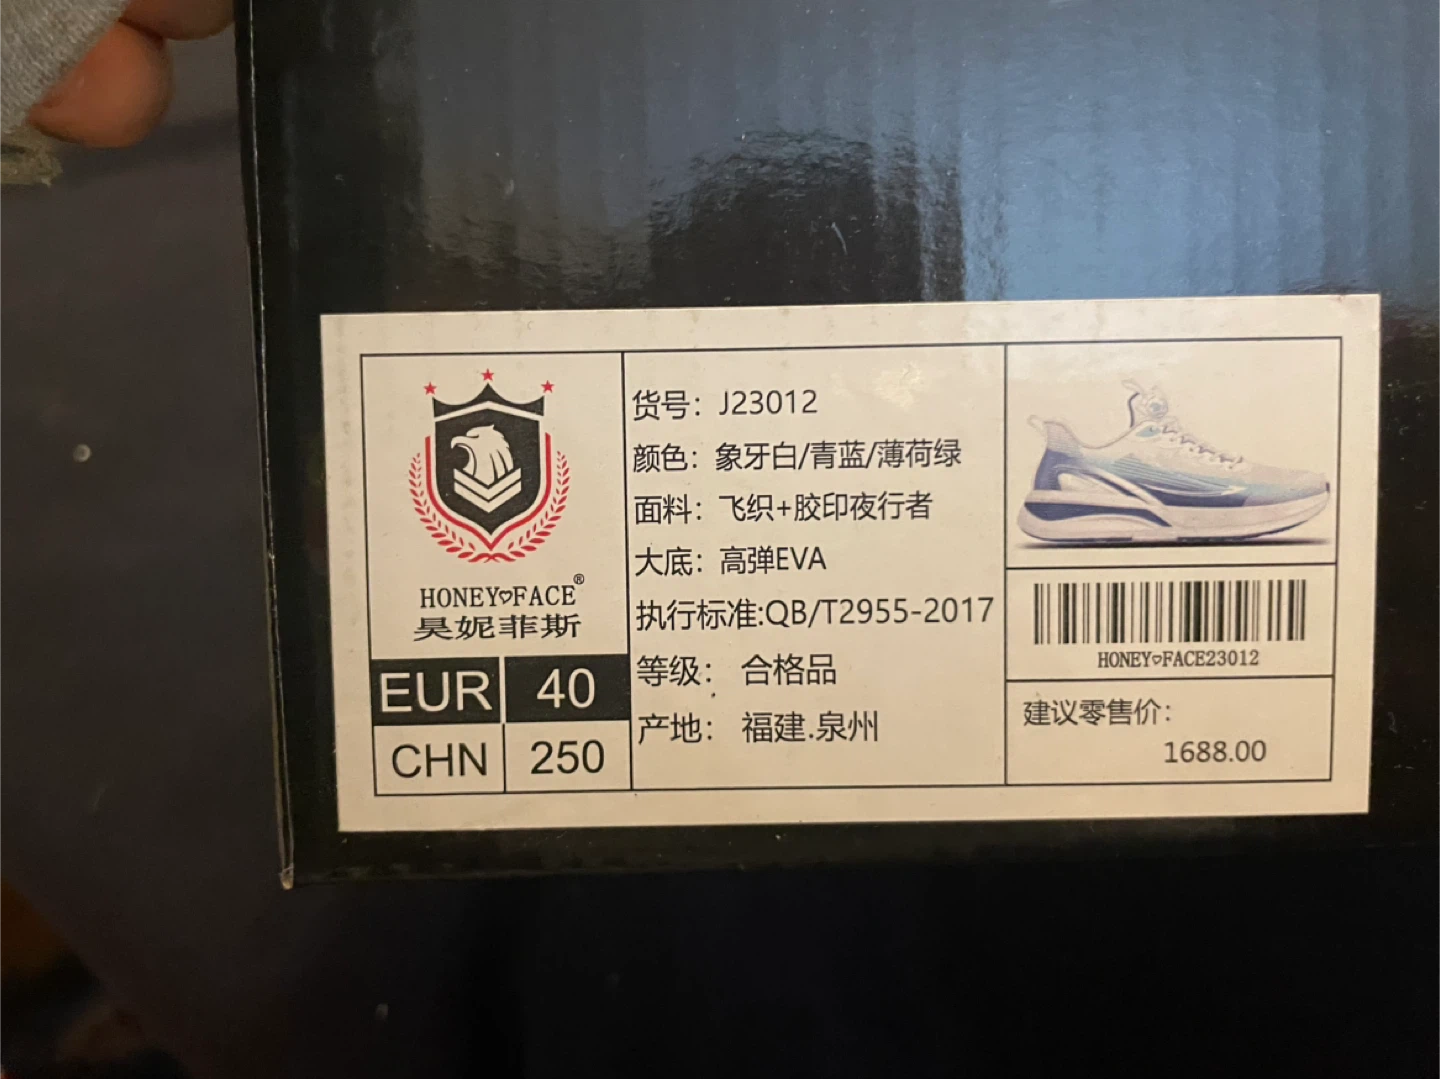 HONEY♡FACE®
昊妮菲斯
EUR 40
CHN 250
货号：J23012
颜色：象牙白/青蓝/薄荷绿
面料：飞织+胶印夜行者
大底：高弹EVA
执行标准:QB/T2955-2017
等级：合格品
产地：福建.泉州
HONEY♡FACE23012
建议零售价：
1688.00